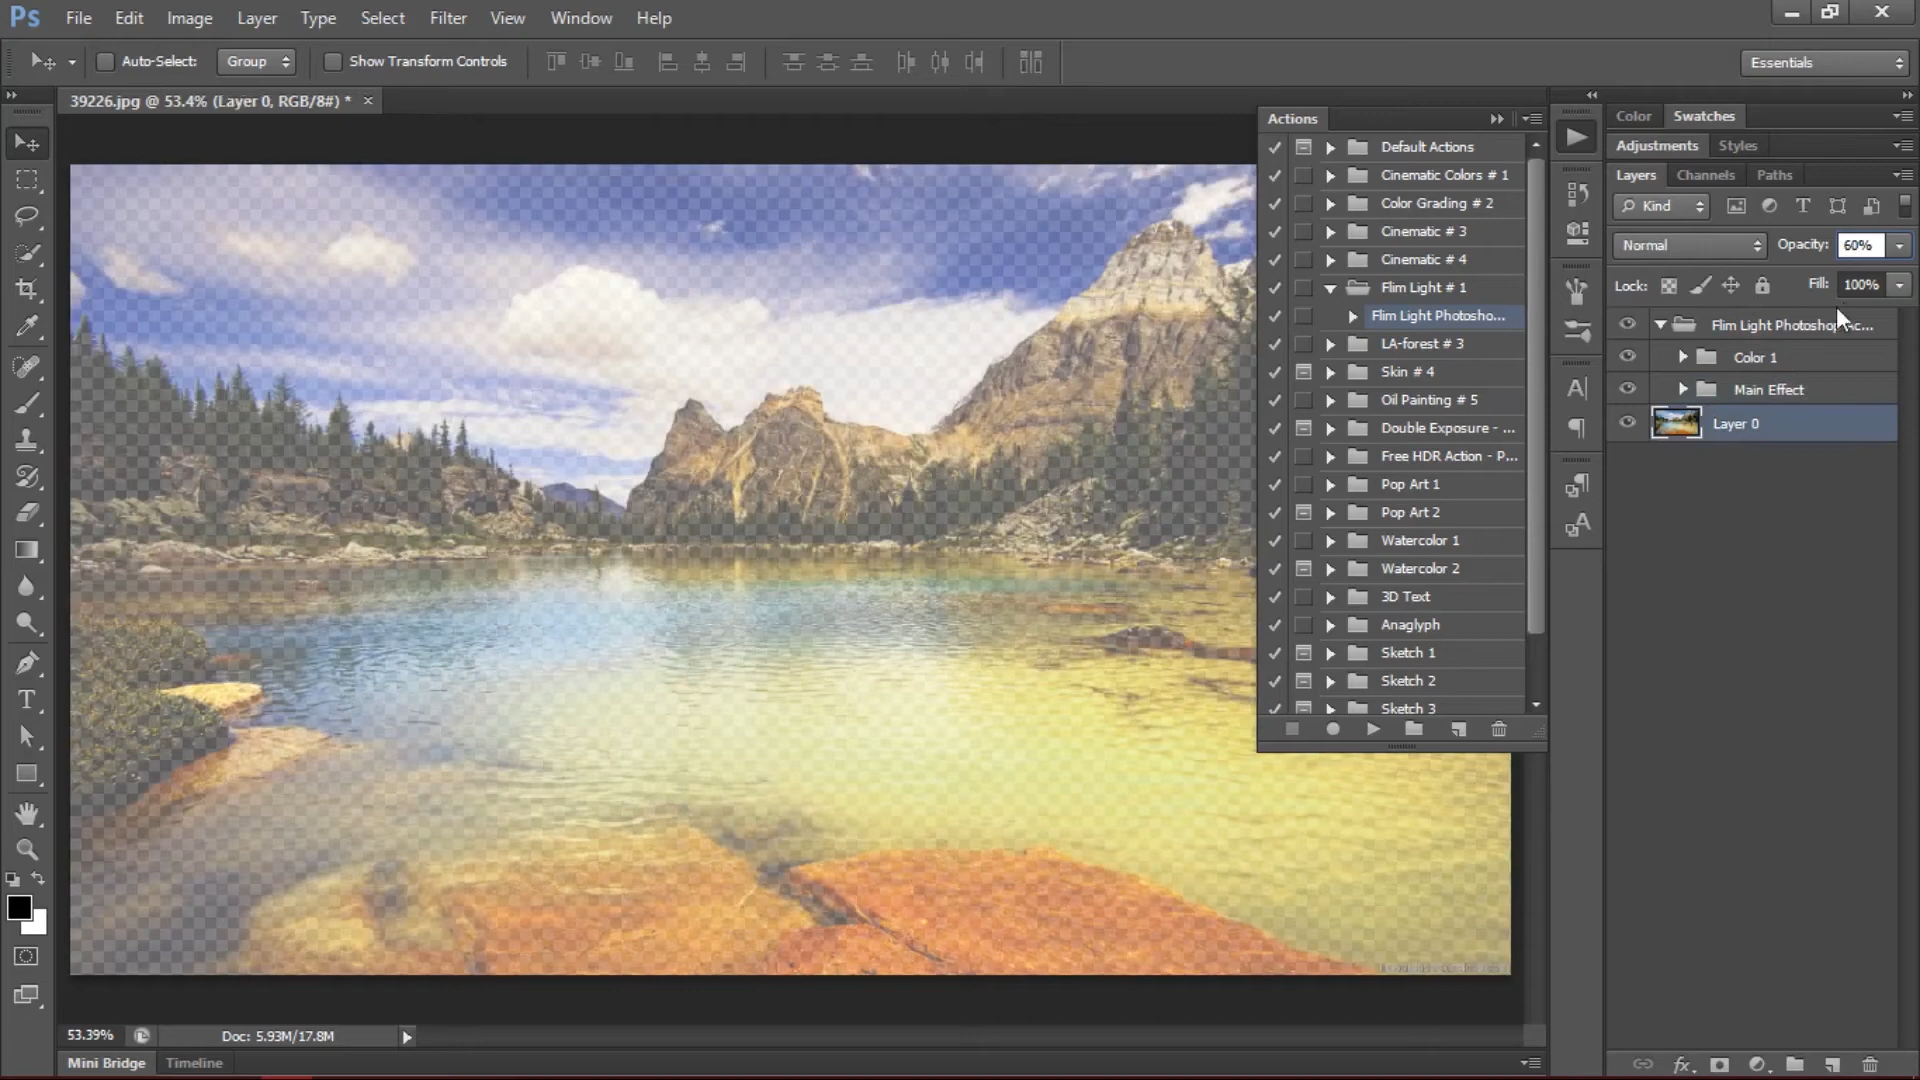 Ps File Edit Image Layer Type Select Filter View Window Help
Auto-Select: Group Show Transform Controls Essentials
39226.jpg @ 53.4% (Layer 0, RGB/8#) * ×
Actions
Default Actions
Cinematic Colors # 1
Color Grading # 2
Cinematic # 3
Cinematic # 4
Flim Light # 1
Flim Light Photosho...
LA-forest # 3
Skin # 4
Oil Painting # 5
Double Exposure - ...
Free HDR Action - P...
Pop Art 1
Pop Art 2
Watercolor 1
Watercolor 2
3D Text
Anaglyph
Sketch 1
Sketch 2
Sketch 3
Color Swatches
Adjustments Styles
Layers Channels Paths
Kind
Normal Opacity: 60%
Lock: Fill: 100%
Flim Light Photoshop Ac...
Color 1
Main Effect
Layer 0
53.39% Doc: 5.93M/17.8M
Mini Bridge Timeline